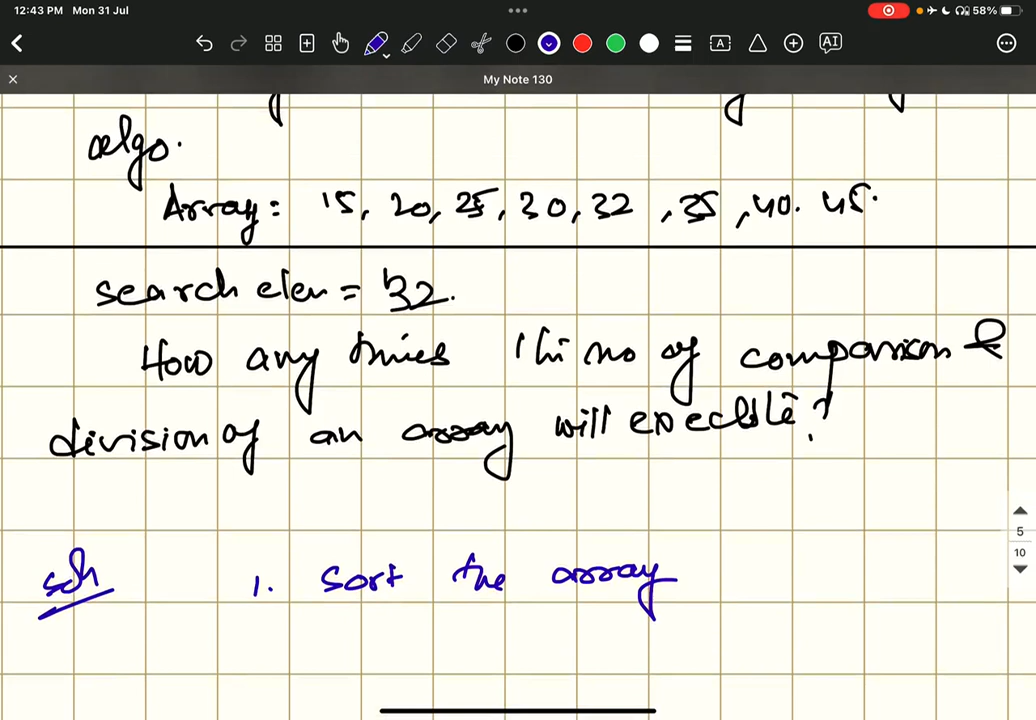 12:43 PM Mon 31 Jul
58%
My Note 130
algo.
Array: 15, 20, 25, 30, 32, 35, 40. 45.
search elen = 32.
How any times thi no of comparison &
division of an array will execute?
5
10
soln 1. Sort the array